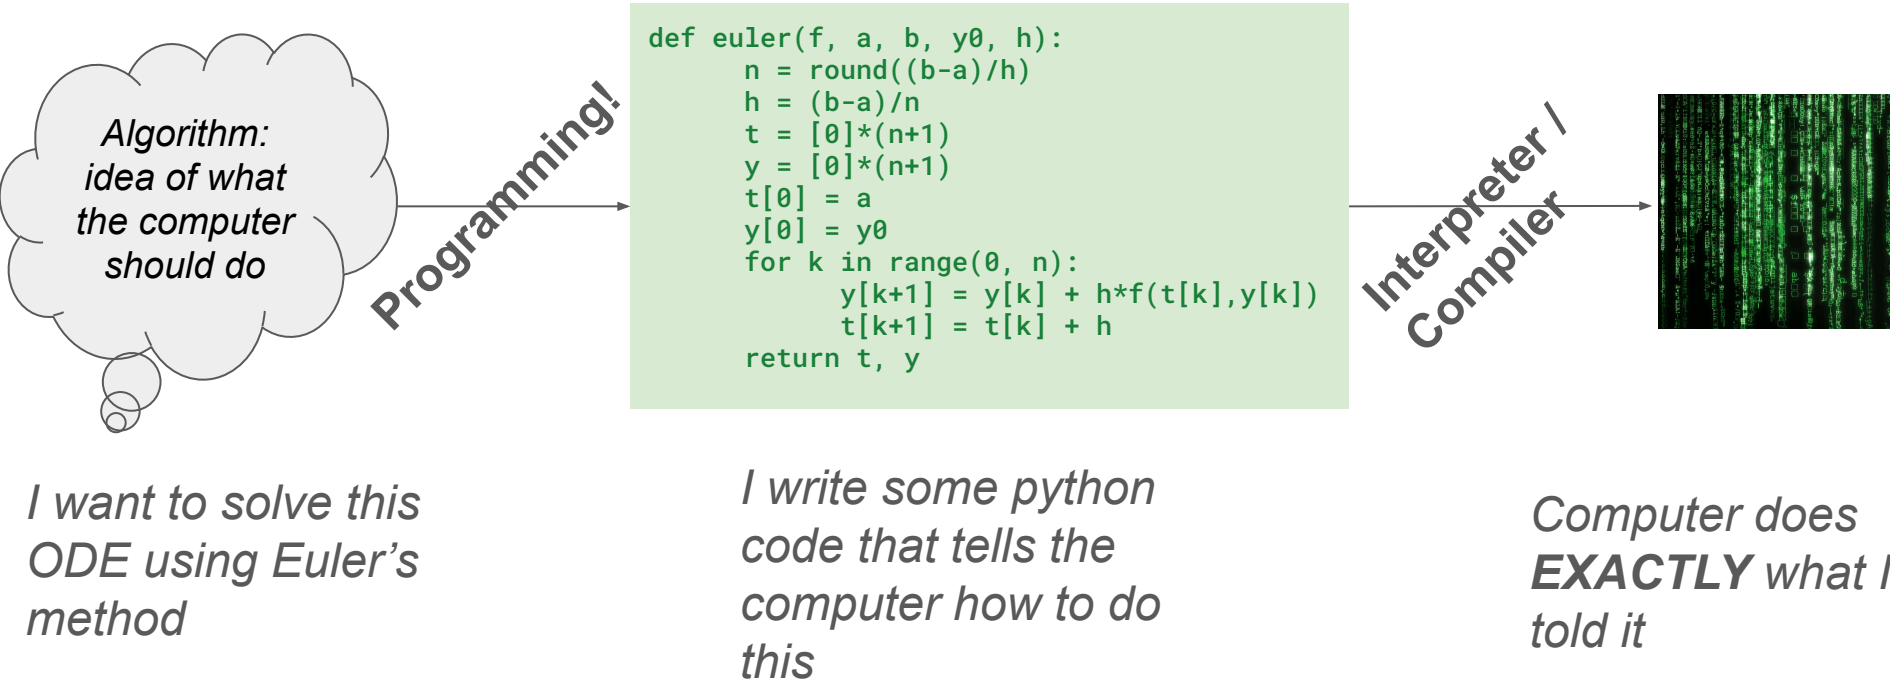 Algorithm:
idea of what
the computer
should do
Programming!
def euler(f, a, b, y0, h):
n = round((b-a)/h)
h = (b-a)/n
t = [0]*(n+1)
y = [0]*(n+1)
t[0] = a
y[0] = y0
for k in range(0, n):
y[k+1] = y[k] + h*f(t[k],y[k])
t[k+1] = t[k] + h
return t, y
Interpreter /
Compiler
I want to solve this
ODE using Euler’s
method
I write some python
code that tells the
computer how to do
this
Computer does
EXACTLY what I
told it